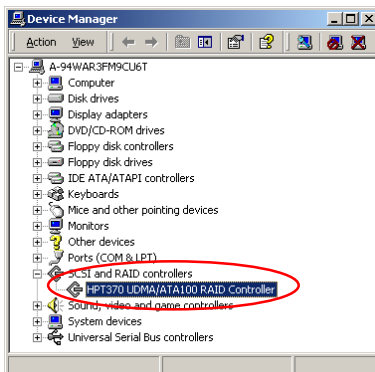 Device Manager
Action View
A-94WAR3FM9CU6T
Computer
Disk drives
Display adapters
DVD/CD-ROM drives
Floppy disk controllers
Floppy disk drives
IDE ATA/ATAPI controllers
Keyboards
Mice and other pointing devices
Monitors
Other devices
Ports (COM & LPT)
SCSI and RAID controllers
HPT370 UDMA/ATA100 RAID Controller
Sound, video and game controllers
System devices
Universal Serial Bus controllers